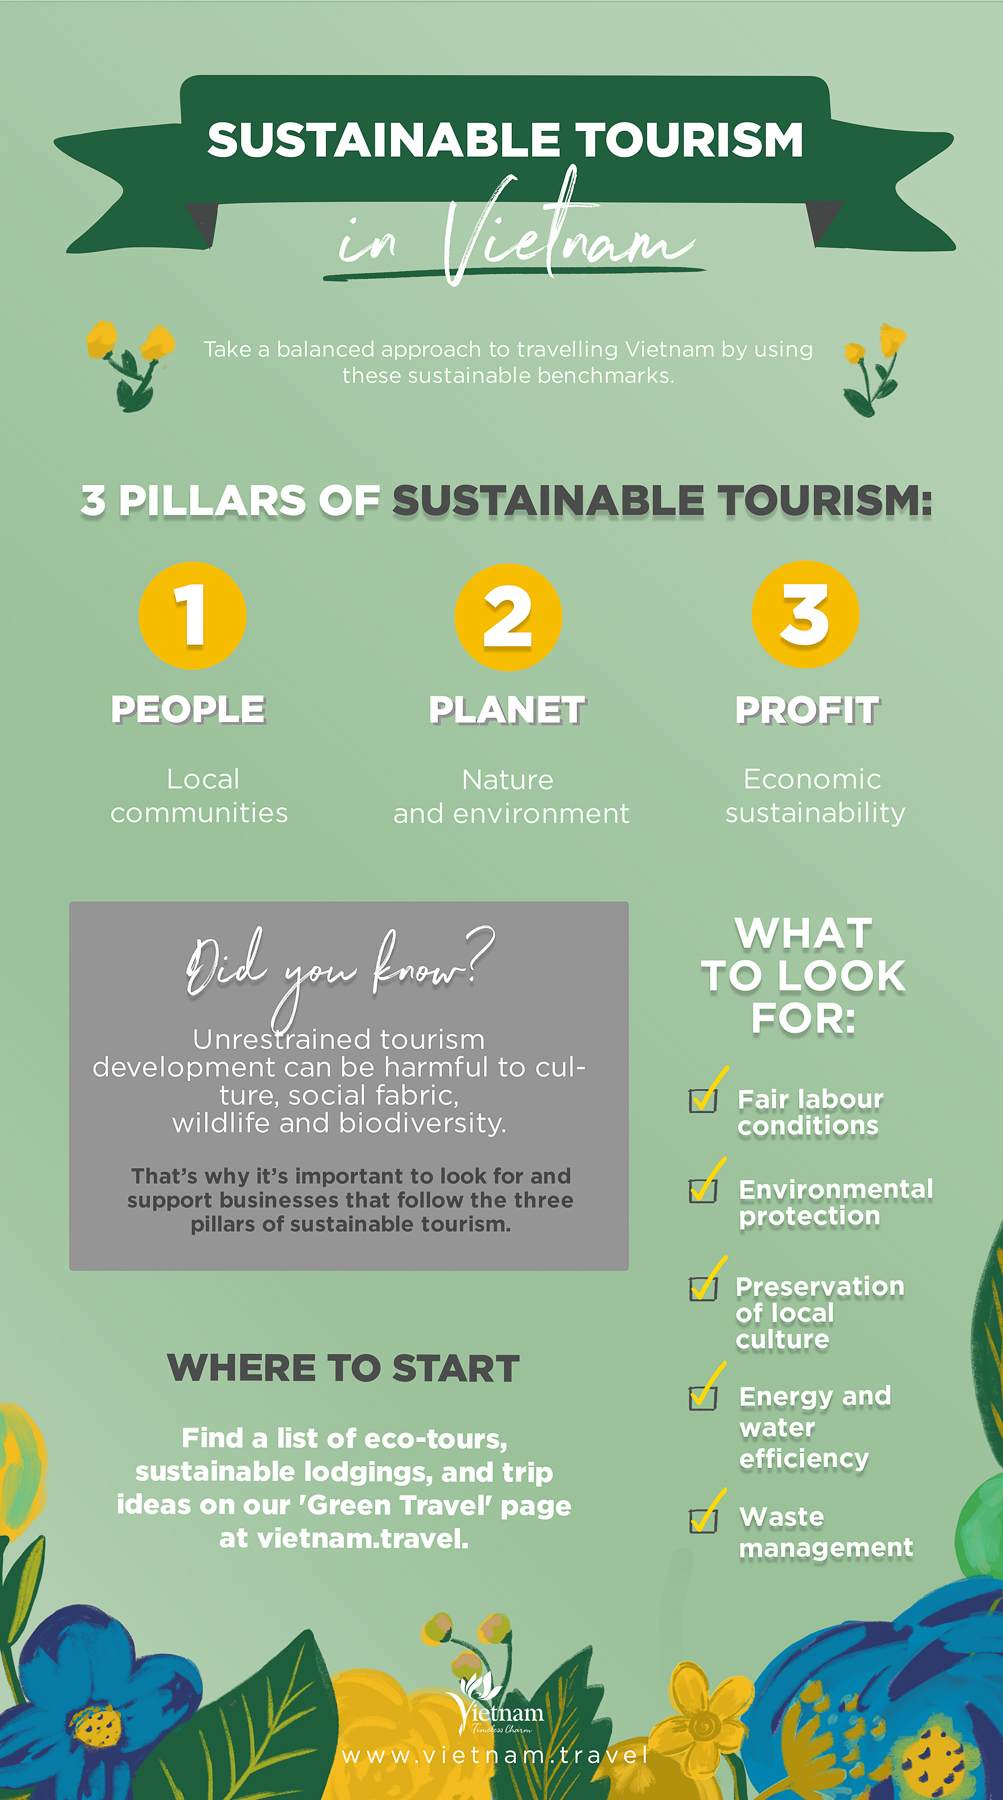 SUSTAINABLE TOURISM
in Vietnam
Take a balanced approach to travelling Vietnam by using
these sustainable benchmarks.
3 PILLARS OF SUSTAINABLE TOURISM:
1
PEOPLE
Local
communities
2
PLANET
Nature
and environment
3
PROFIT
Economic
sustainability
Did you know?
Unrestrained tourism
development can be harmful to cul-
ture, social fabric,
wildlife and biodiversity.
That's why it's important to look for and
support businesses that follow the three
pillars of sustainable tourism.
WHERE TO START
Find a list of eco-tours,
sustainable lodgings, and trip
ideas on our 'Green Travel' page
at vietnam.travel.
WHAT
TO LOOK
FOR:
Fair labour
conditions
Environmental
protection
Preservation
of local
culture
Energy and
water
efficiency
Waste
management
Vietnam
Timeless Charm
www.vietnam.travel